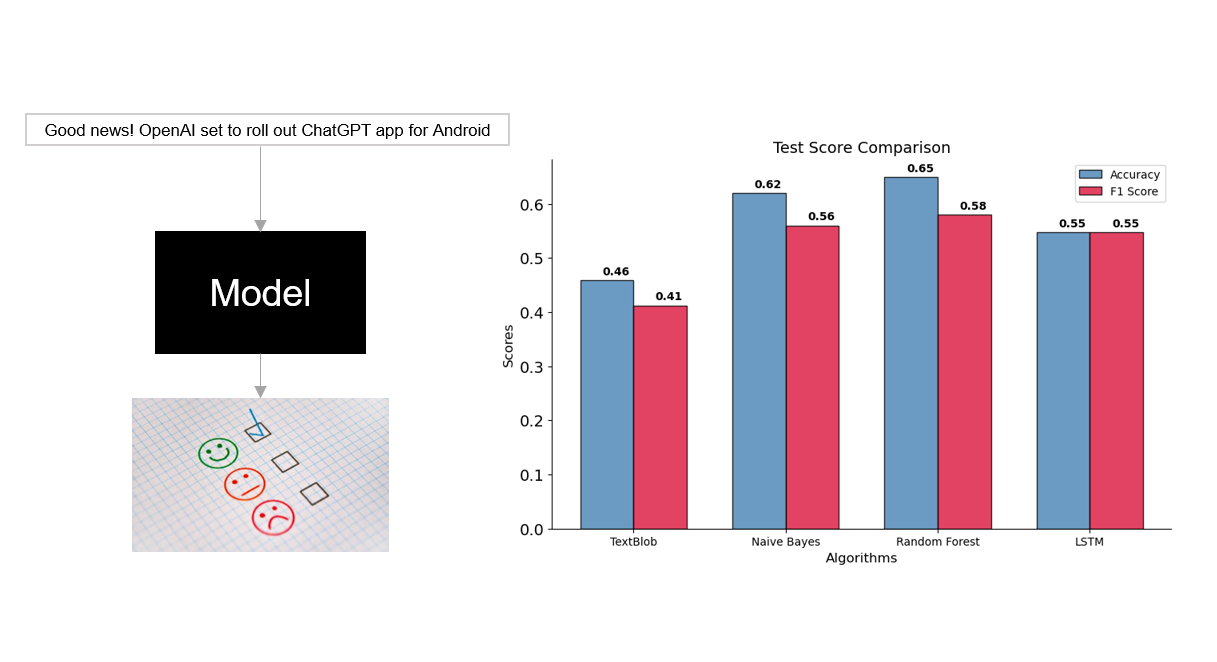 Good news! OpenAI set to roll out ChatGPT app for Android
Model
Test Score Comparison
Accuracy
F1 Score
0.46
0.41
0.62
0.56
0.65
0.58
0.55
0.55
Scores
0.6
0.5
0.4
0.3
0.2
0.1
0.0
TextBlob
Naive Bayes
Random Forest
LSTM
Algorithms